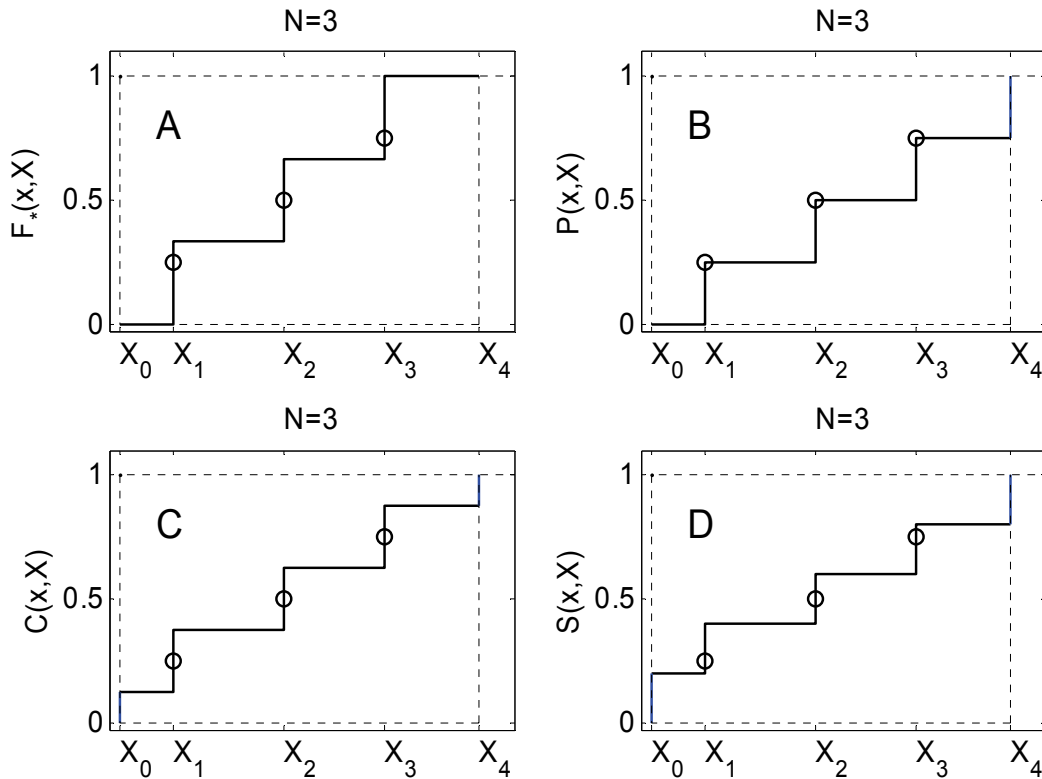 N=3
1
0.5
0
F*(x,X)
A
X0 X1 X2 X3 X4
N=3
1
0.5
0
P(x,X)
B
X0 X1 X2 X3 X4
N=3
1
0.5
0
C(x,X)
C
X0 X1 X2 X3 X4
N=3
1
0.5
0
S(x,X)
D
X0 X1 X2 X3 X4